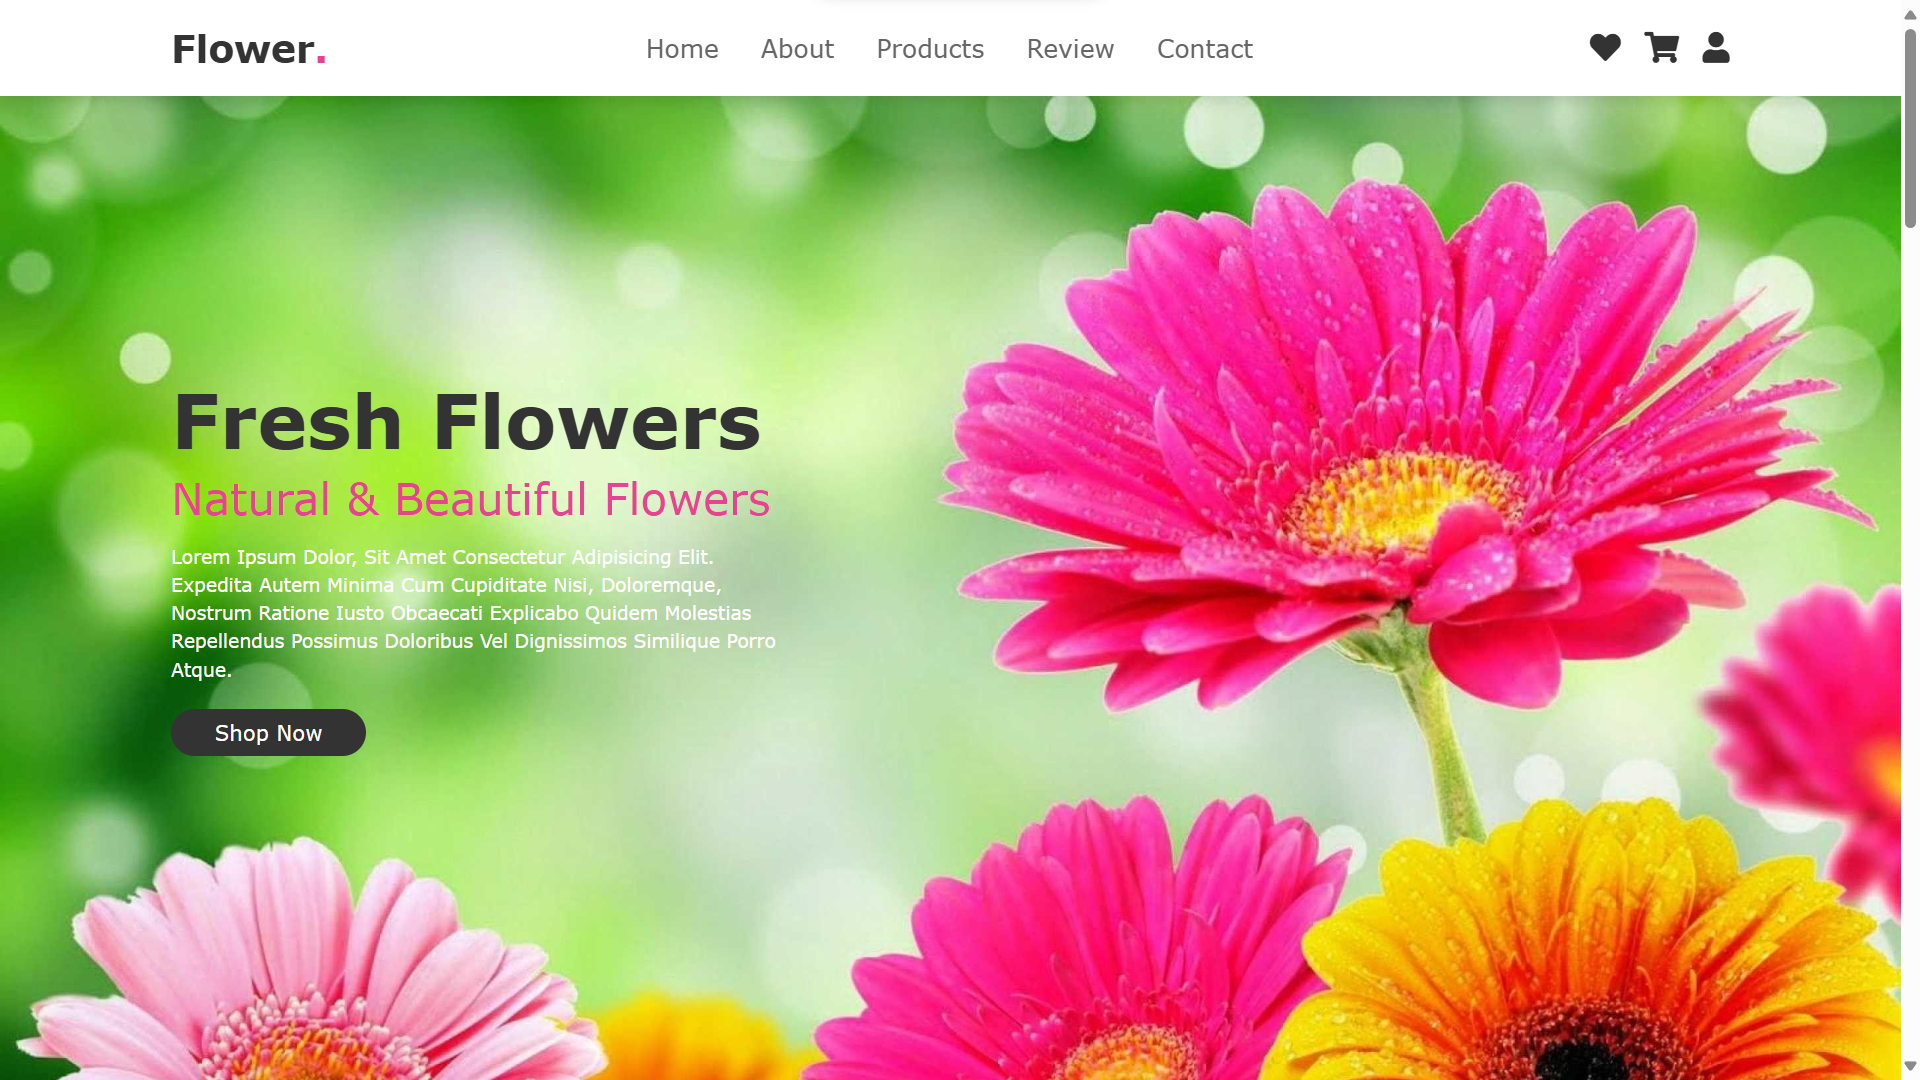 Flower.
Home About Products Review Contact
Fresh Flowers
Natural & Beautiful Flowers
Lorem Ipsum Dolor, Sit Amet Consectetur Adipisicing Elit.
Expedita Autem Minima Cum Cupiditate Nisi, Doloremque,
Nostrum Ratione Iusto Obcaecati Explicabo Quidem Molestias
Repellendus Possimus Doloribus Vel Dignissimos Similique Porro
Atque.
Shop Now